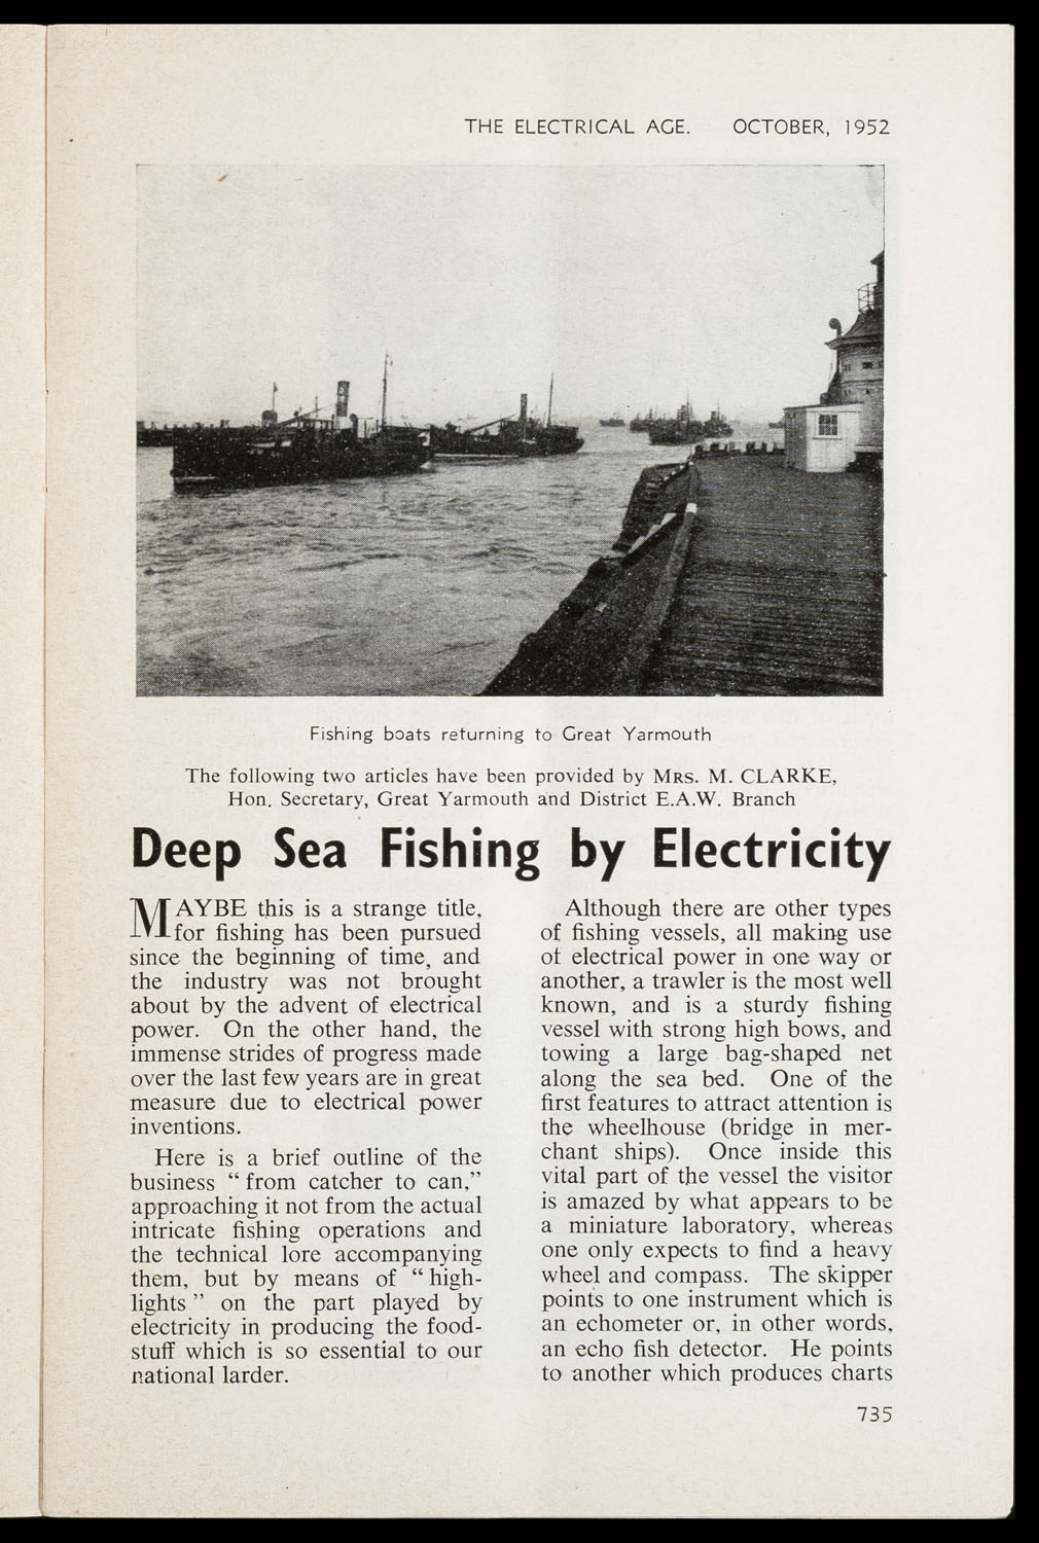 THE ELECTRICAL AGE. OCTOBER, 1952
Fishing boats returning to Great Yarmouth
The following two articles have been provided by MRS. M. CLARKE,
Hon. Secretary, Great Yarmouth and District E.A.W. Branch
Deep Sea Fishing by Electricity
MAYBE this is a strange title,
for fishing has been pursued
since the beginning of time, and
the industry was not brought
about by the advent of electrical
power. On the other hand, the
immense strides of progress made
over the last few years are in great
measure due to electrical power
inventions.
Here is a brief outline of the
business “from catcher to can,”
approaching it not from the actual
intricate fishing operations and
the technical lore accompanying
them, but by means of “high-
lights” on the part played by
electricity in producing the food-
stuff which is so essential to our
national larder.
Although there are other types
of fishing vessels, all making use
of electrical power in one way or
another, a trawler is the most well
known, and is a sturdy fishing
vessel with strong high bows, and
towing a large bag-shaped net
along the sea bed. One of the
first features to attract attention is
the wheelhouse (bridge in mer-
chant ships). Once inside this
vital part of the vessel the visitor
is amazed by what appears to be
a miniature laboratory, whereas
one only expects to find a heavy
wheel and compass. The skipper
points to one instrument which is
an echometer or, in other words,
an echo fish detector. He points
to another which produces charts
735